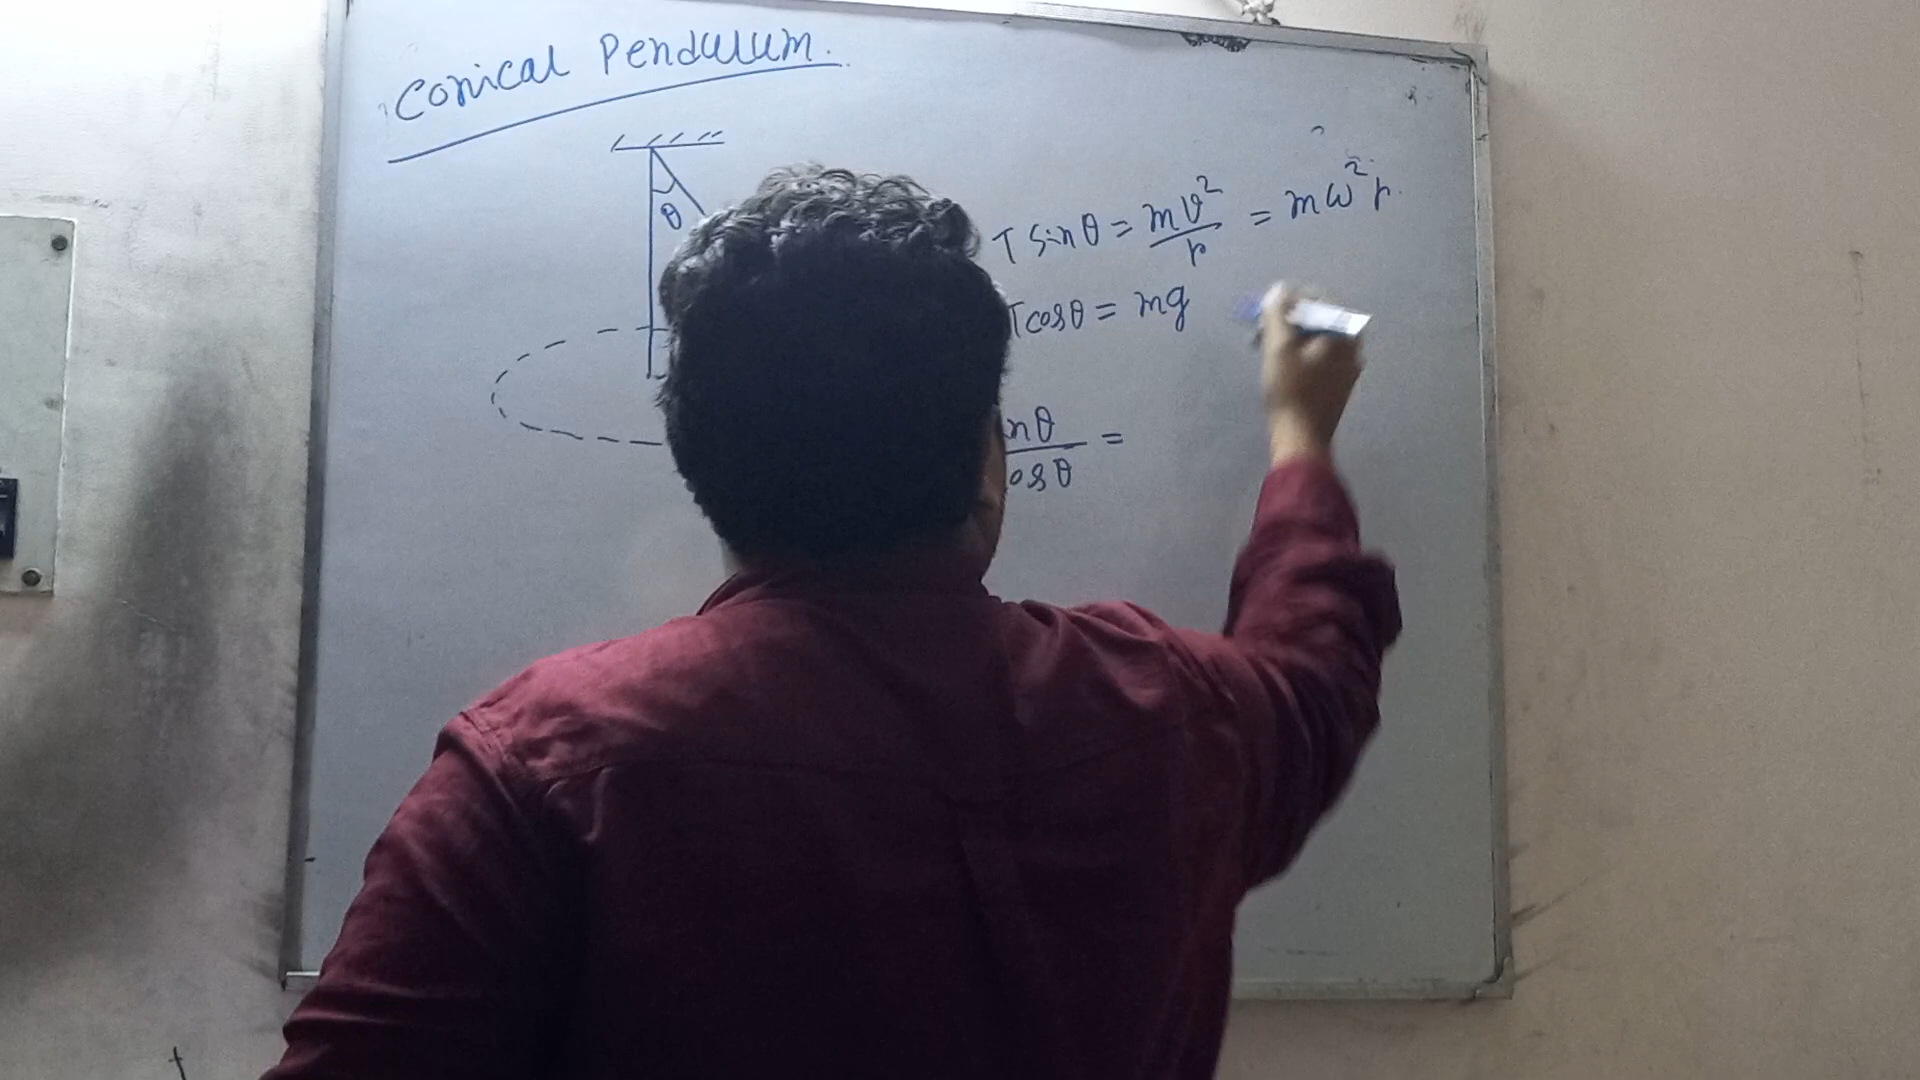 Conical Pendulum.
θ
T sinθ = mv²/r = mω²r.
Tcosθ = mg
nθ/osθ =